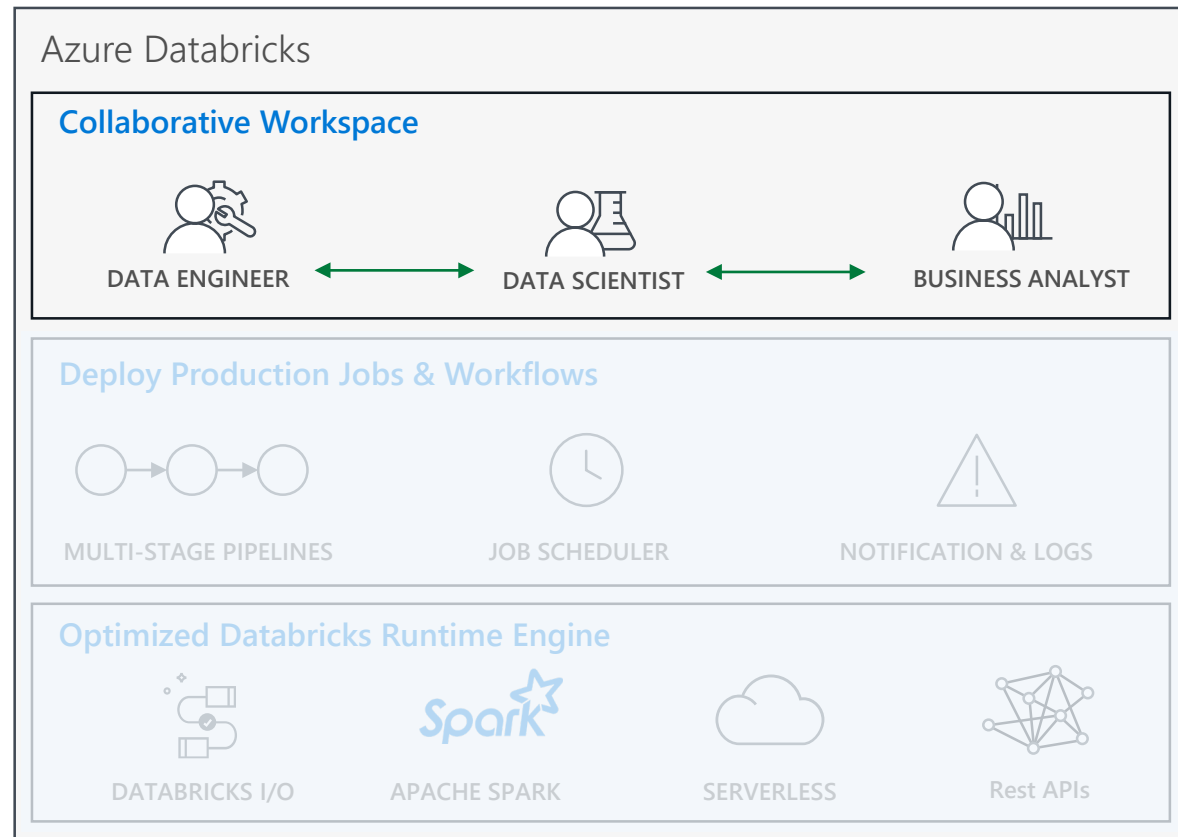 Azure Databricks
Collaborative Workspace
DATA ENGINEER
DATA SCIENTIST
BUSINESS ANALYST
Deploy Production Jobs & Workflows
MULTI-STAGE PIPELINES
JOB SCHEDULER
NOTIFICATION & LOGS
Optimized Databricks Runtime Engine
Spark
DATABRICKS I/O
APACHE SPARK
SERVERLESS
Rest APIs